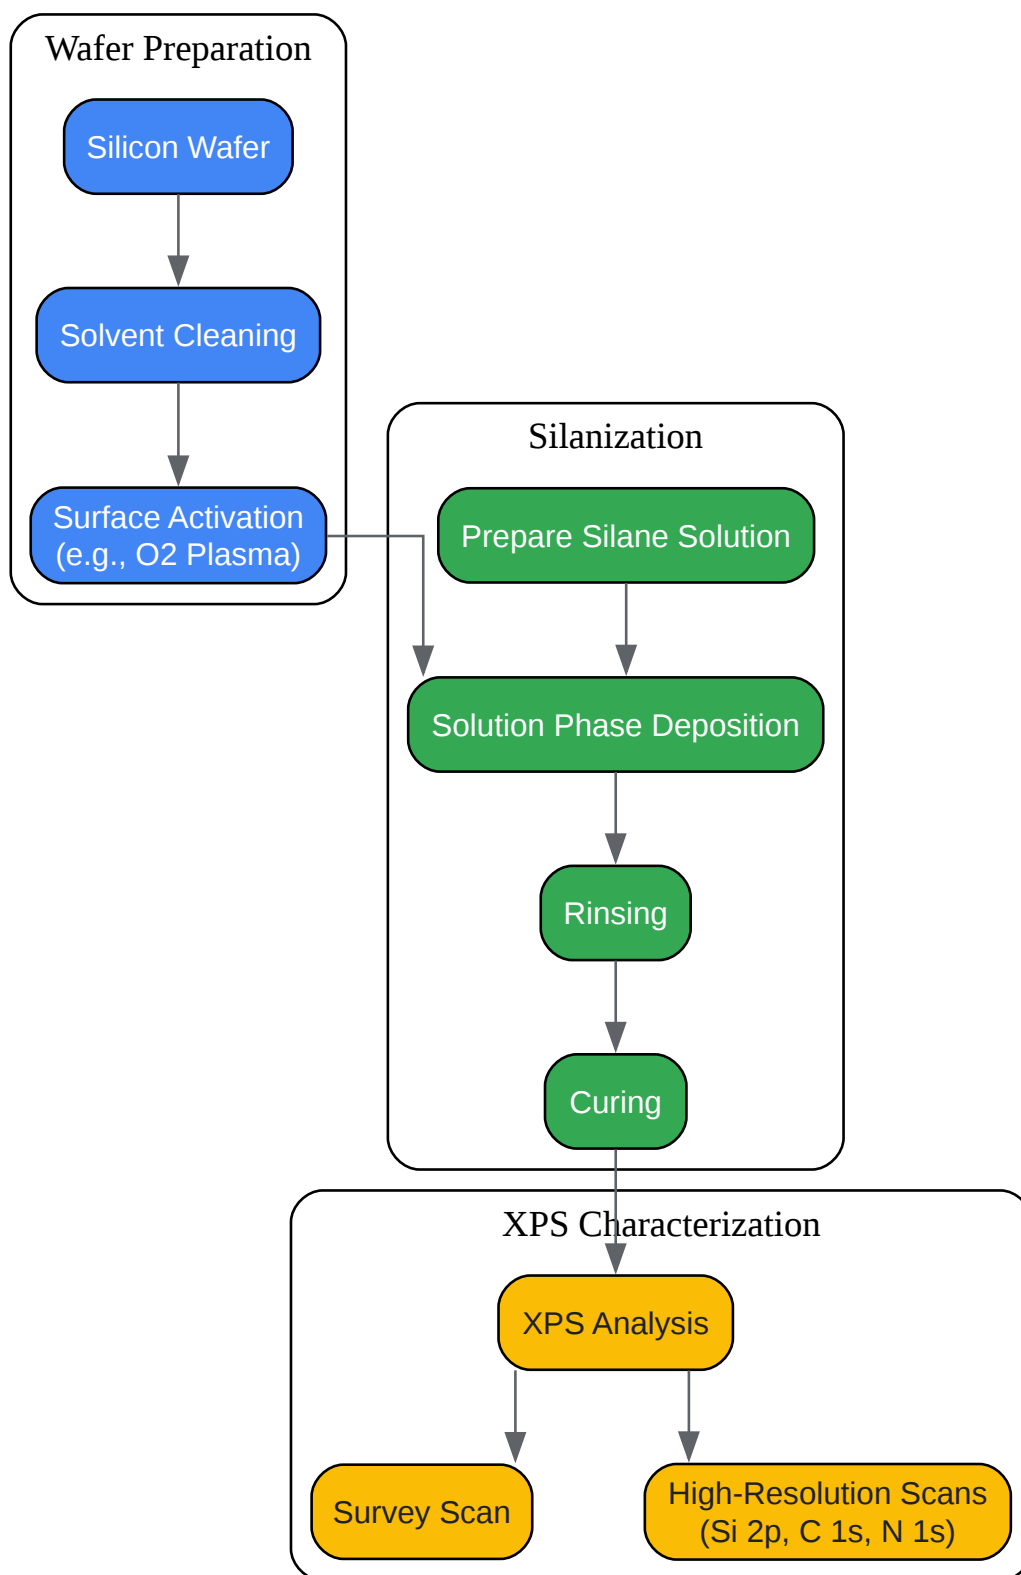 Wafer Preparation
Silicon Wafer
Solvent Cleaning
Surface Activation
(e.g., O2 Plasma)
Silanization
Prepare Silane Solution
Solution Phase Deposition
Rinsing
Curing
XPS Characterization
XPS Analysis
Survey Scan
High-Resolution Scans
(Si 2p, C 1s, N 1s)